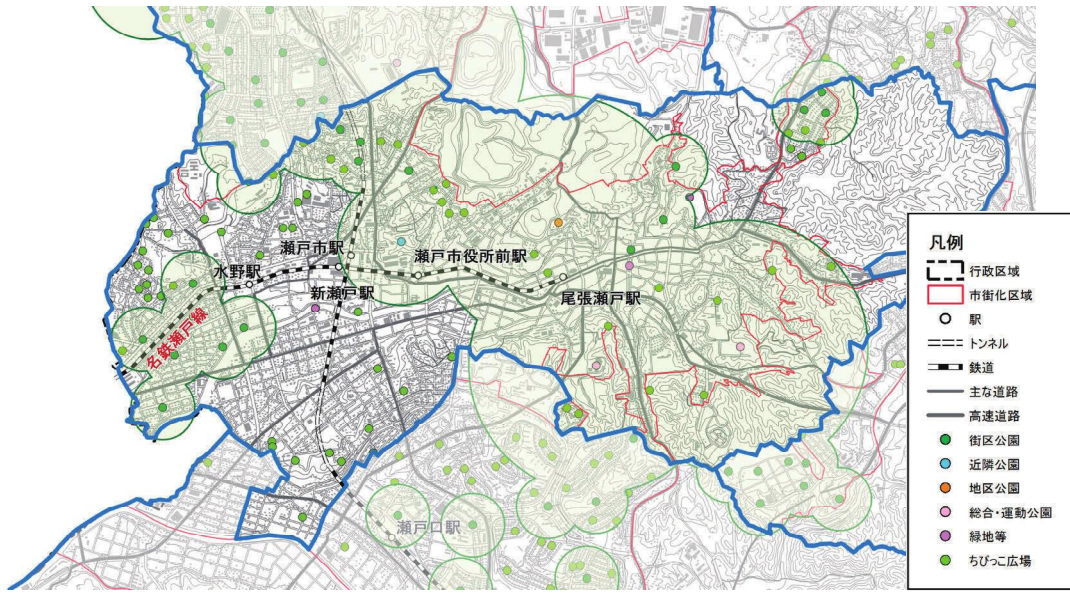 瀬戸市駅
瀬戸市役所前駅
水野駅
新瀬戸駅
尾張瀬戸駅
名鉄瀬戸線
瀬戸口駅
凡例
行政区域
市街化区域
駅
トンネル
鉄道
主な道路
高速道路
街区公園
近隣公園
地区公園
総合・運動公園
緑地等
ちびっこ広場